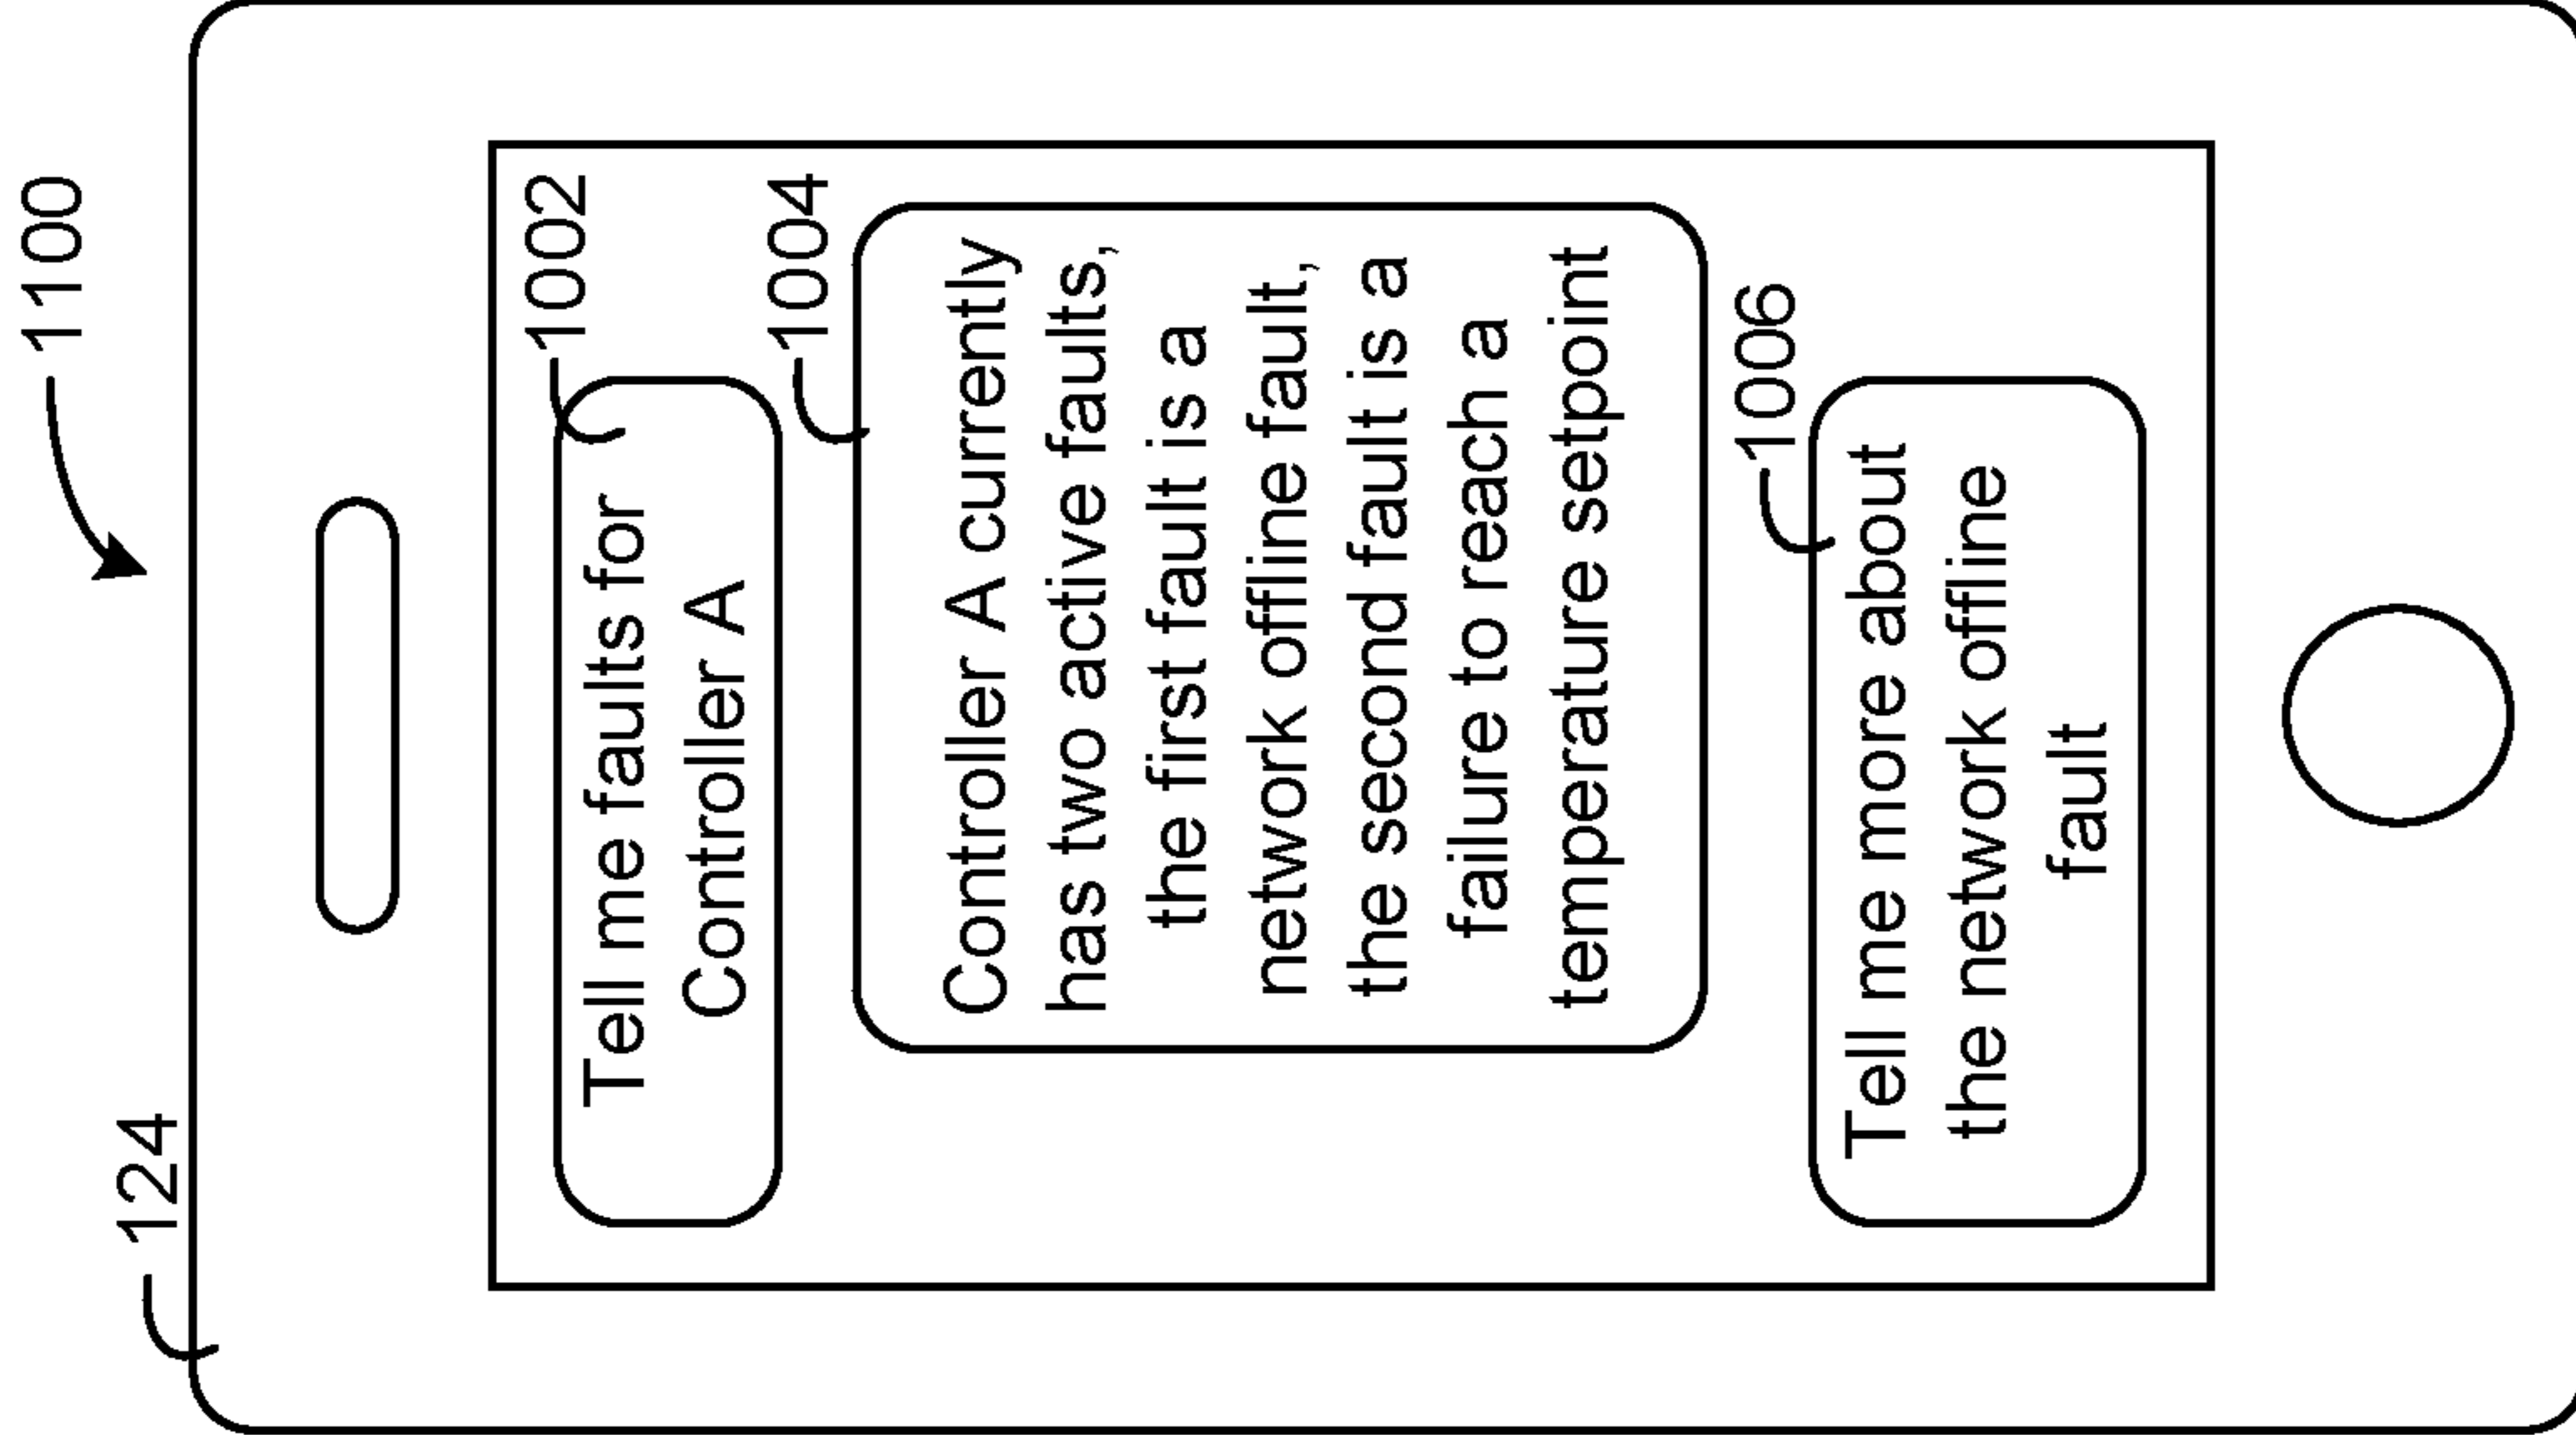 1100
124
1002
Tell me faults for
Controller A
1004
Controller A currently
has two active faults,
the first fault is a
network offline fault,
the second fault is a
failure to reach a
temperature setpoint
1006
Tell me more about
the network offline
fault